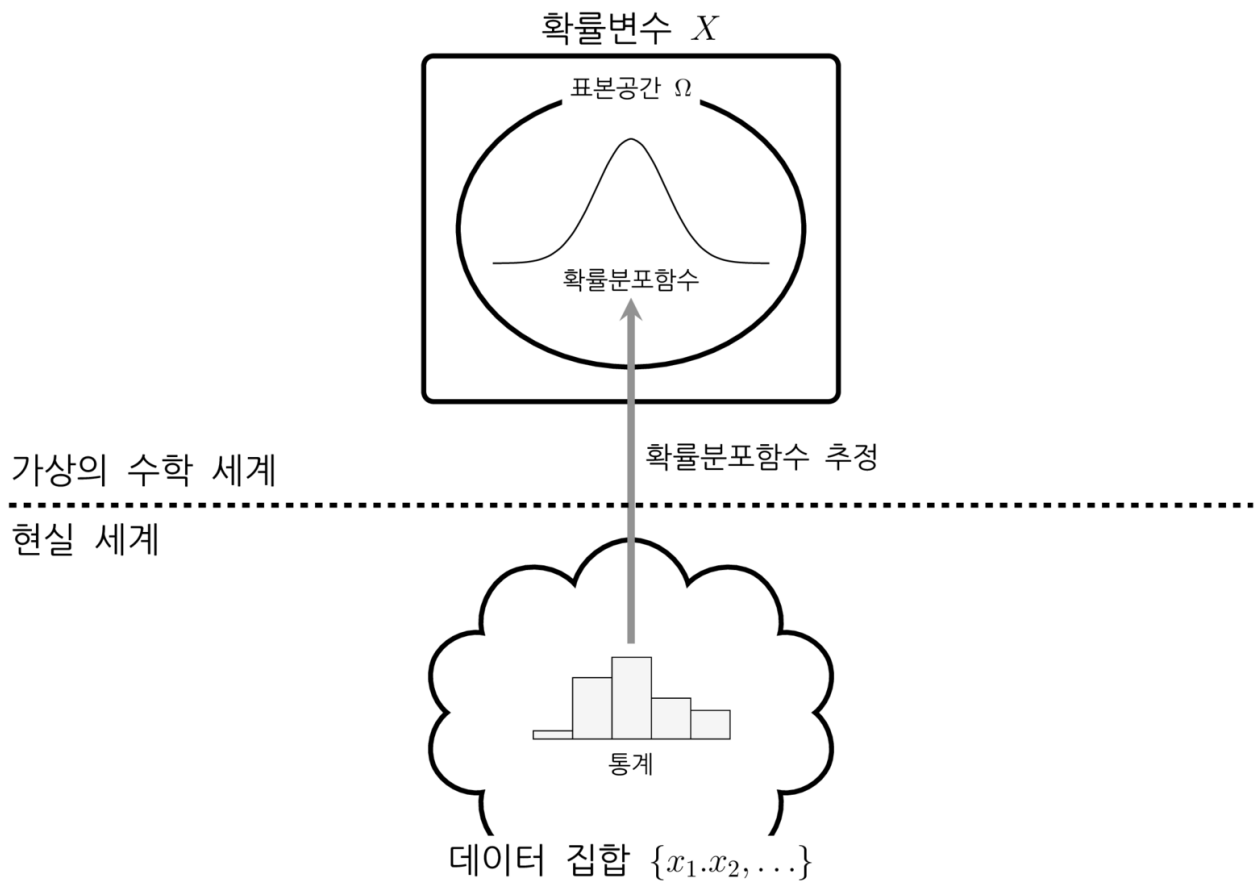 확률변수 X
표본공간 Ω
확률분포함수
확률분포함수 추정
가상의 수학 세계
현실 세계
통계
데이터 집합 {x₁.x₂, . . .}